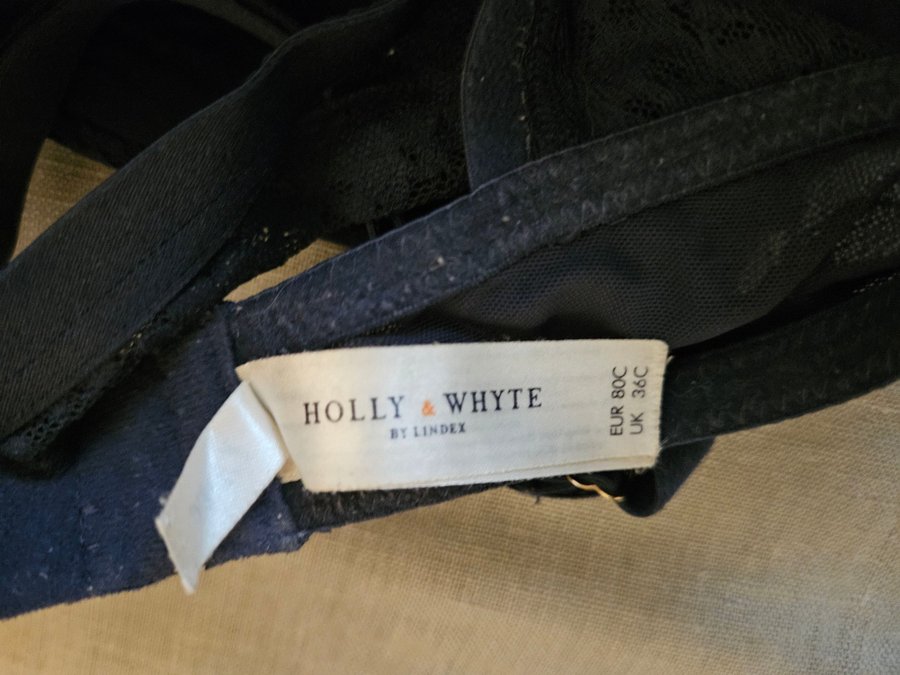 HOLLY & WHYTE
BY LINDEX
EUR 80C
UK 36C